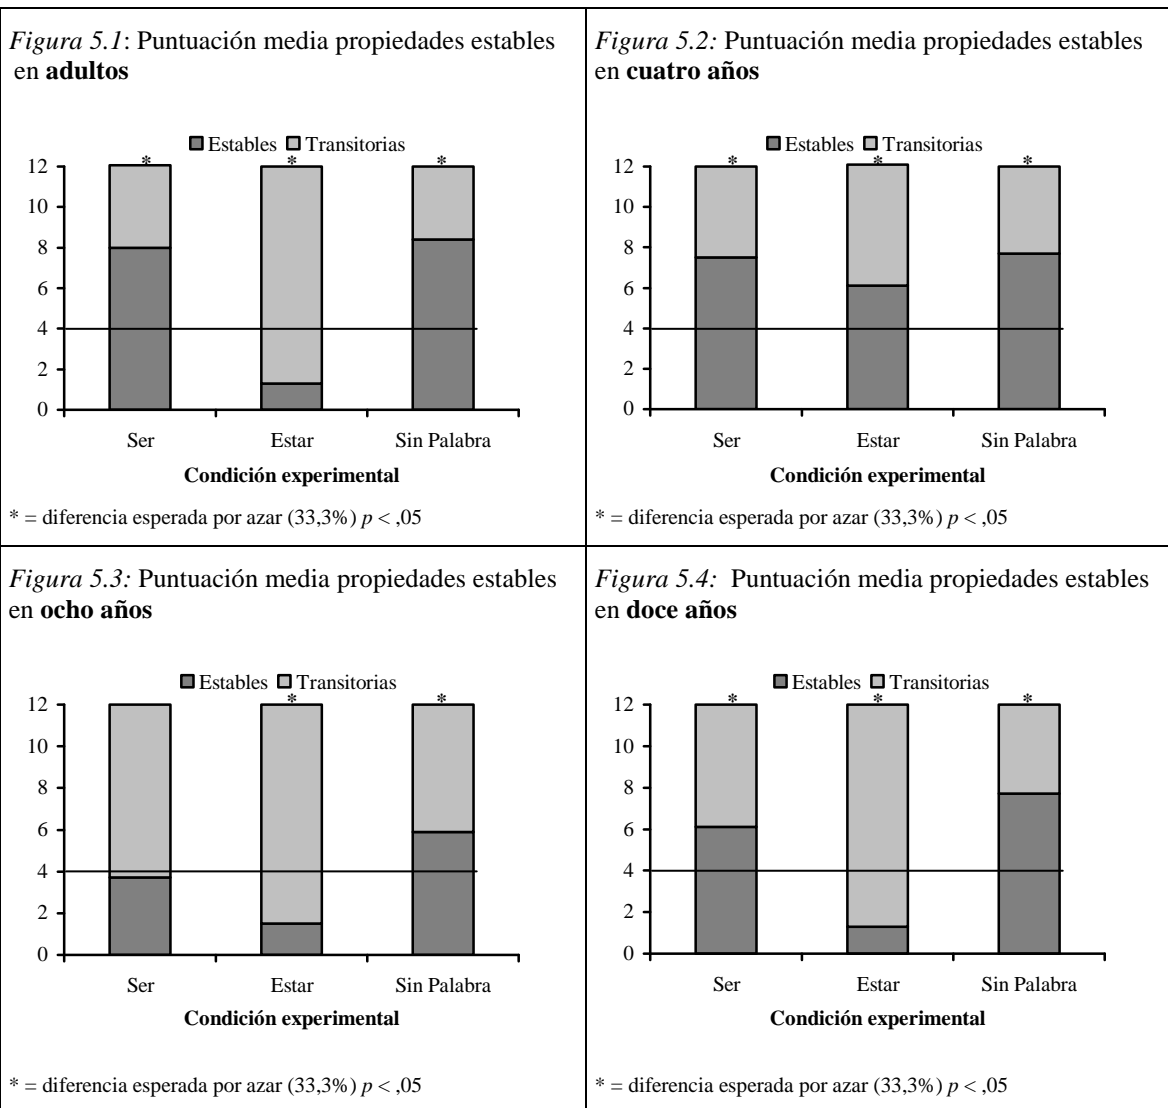 Figura 5.1: Puntuación media propiedades estables
en adultos
Estables Transitorias
* * *
12
10
8
6
4
2
0
Ser Estar Sin Palabra
Condición experimental
* = diferencia esperada por azar (33,3%) p < ,05
Figura 5.2: Puntuación media propiedades estables
en cuatro años
Estables Transitorias
* * *
12
10
8
6
4
2
0
Ser Estar Sin Palabra
Condición experimental
* = diferencia esperada por azar (33,3%) p < ,05
Figura 5.3: Puntuación media propiedades estables
en ocho años
Estables Transitorias
* *
12
10
8
6
4
2
0
Ser Estar Sin Palabra
Condición experimental
* = diferencia esperada por azar (33,3%) p < ,05
Figura 5.4: Puntuación media propiedades estables
en doce años
Estables Transitorias
* * *
12
10
8
6
4
2
0
Ser Estar Sin Palabra
Condición experimental
* = diferencia esperada por azar (33,3%) p < ,05